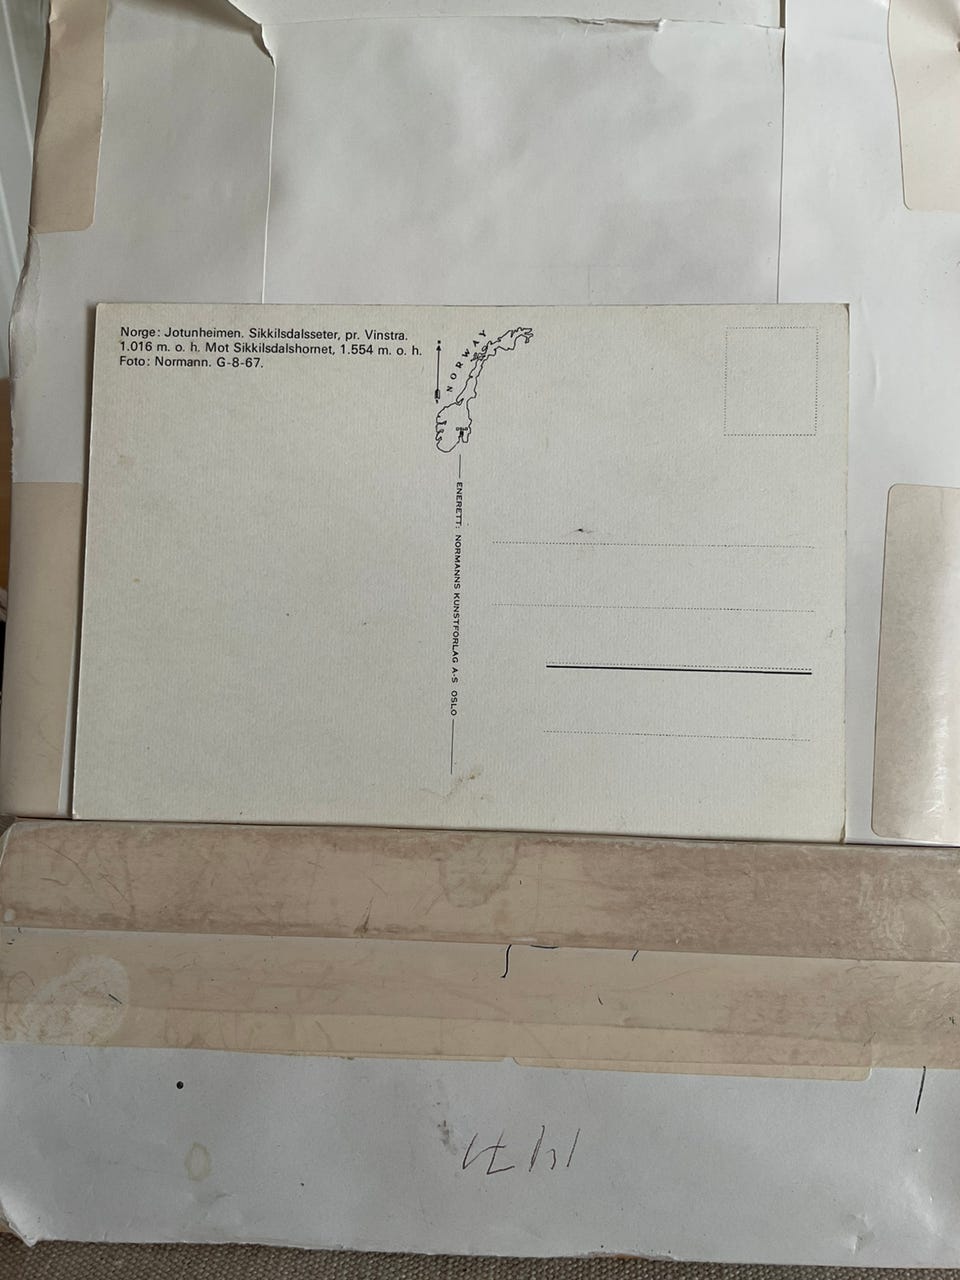 Norge: Jotunheimen. Sikkilsdalsseter, pr. Vinstra.
1.016 m. o. h. Mot Sikkilsdalshornet, 1.554 m. o. h.
Foto: Normann. G-8-67.
NORWAY
ENERETT: NORMANNS KUNSTFORLAG A-S OSLO